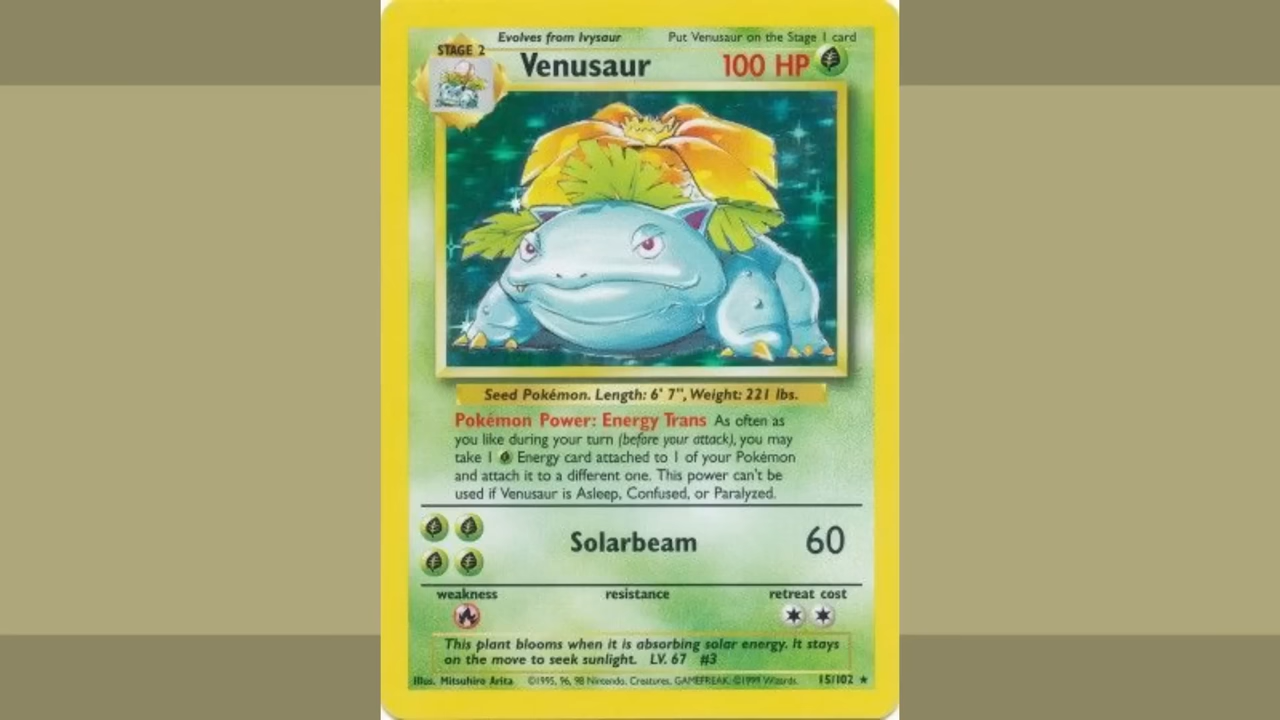 Evolves from Ivysaur Put Venusaur on the Stage 1 card
STAGE 2
Venusaur 100 HP
Seed Pokémon. Length: 6' 7", Weight: 221 lbs.
Pokémon Power: Energy Trans As often as
you like during your turn (before your attack), you may
take 1 Energy card attached to 1 of your Pokémon
and attach it to a different one. This power can't be
used if Venusaur is Asleep, Confused, or Paralyzed.
Solarbeam 60
weakness resistance retreat cost
This plant blooms when it is absorbing solar energy. It stays
on the move to seek sunlight. LV. 67 #3
Illus. Mitsuhiro Arita ©1995, 96, 98 Nintendo, Creatures, GAMEFREAK. ©1999 Wizards. 15/102